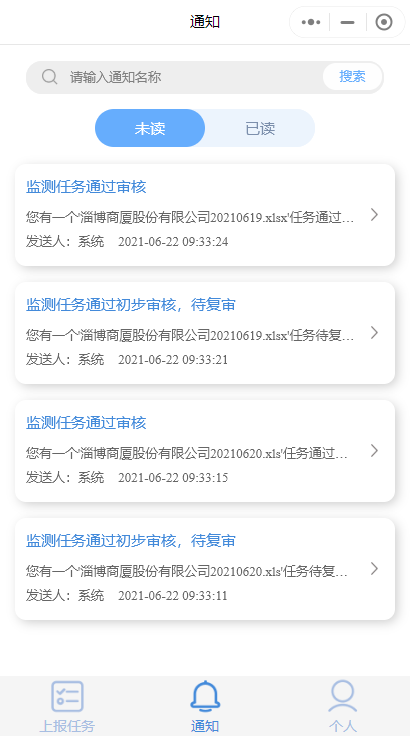 通知
请输入通知名称
搜索
未读
已读
监测任务通过审核
您有一个'淄博商厦股份有限公司20210619.xlsx'任务通过…
发送人：系统 2021-06-22 09:33:24
监测任务通过初步审核，待复审
您有一个'淄博商厦股份有限公司20210619.xlsx'任务待复…
发送人：系统 2021-06-22 09:33:21
监测任务通过审核
您有一个'淄博商厦股份有限公司20210620.xls'任务通过…
发送人：系统 2021-06-22 09:33:15
监测任务通过初步审核，待复审
您有一个'淄博商厦股份有限公司20210620.xls'任务待复…
发送人：系统 2021-06-22 09:33:11
上报任务
通知
个人